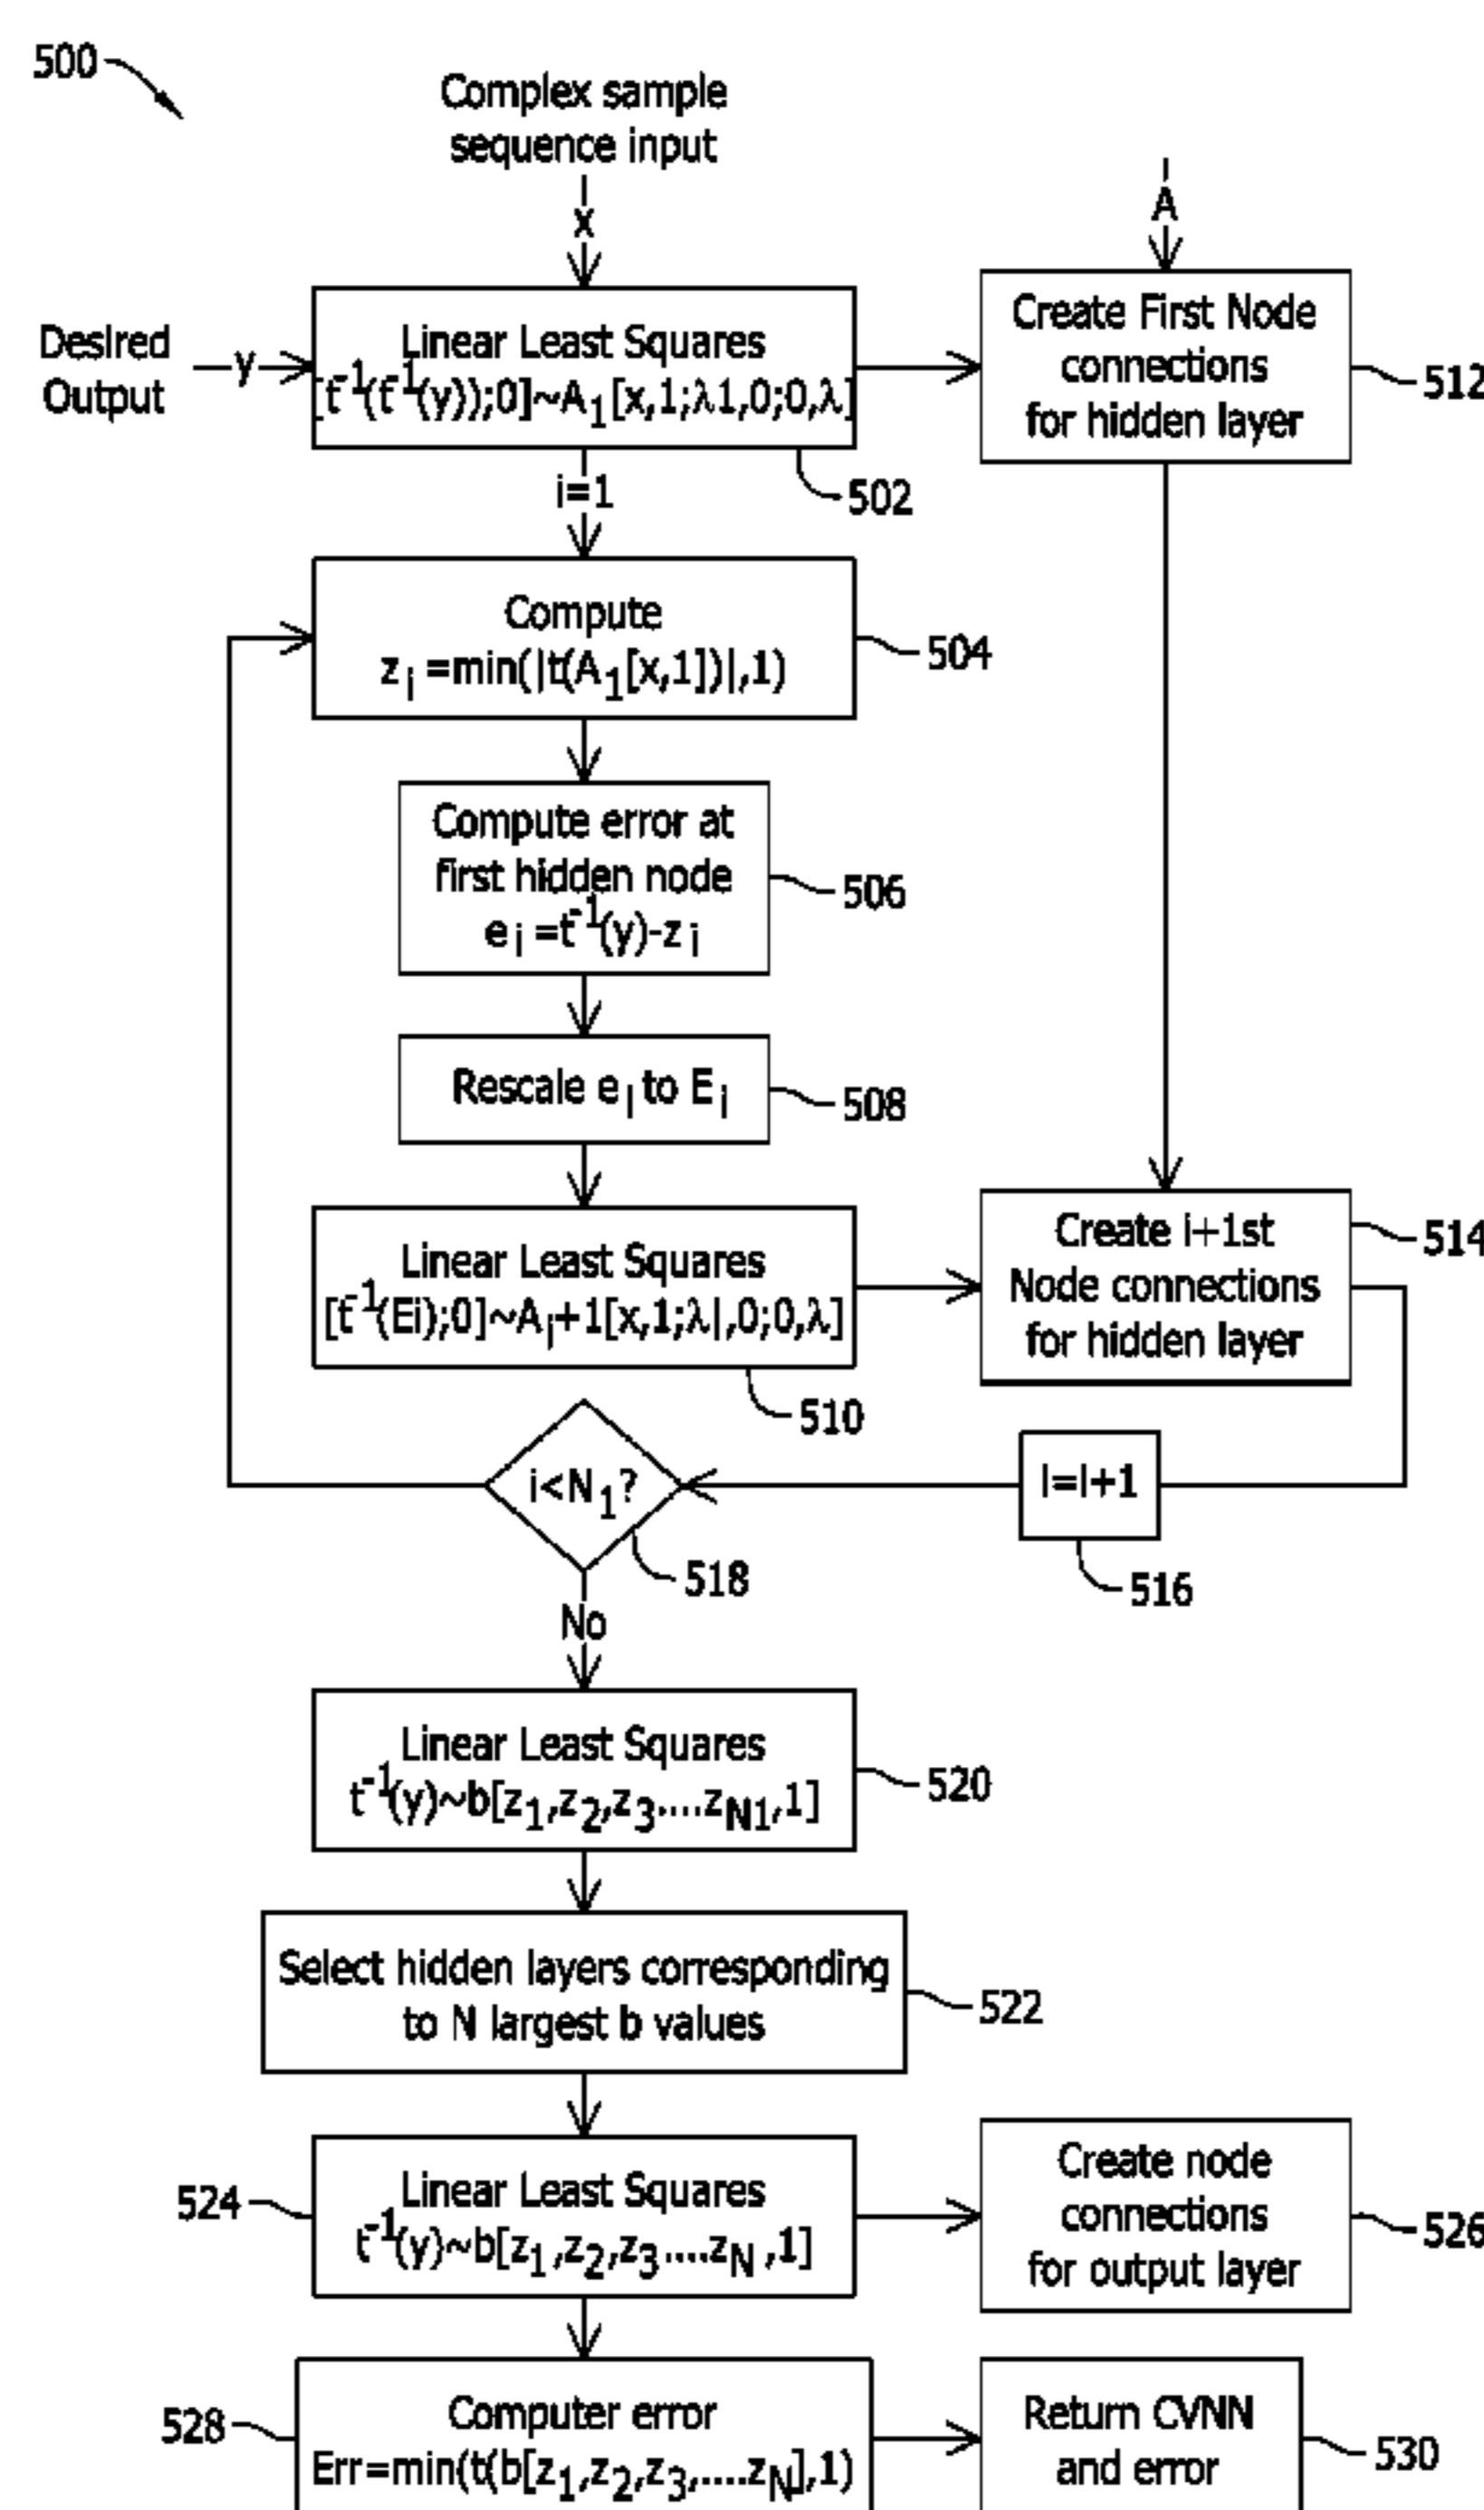 500
Complex sample
sequence input
x
A
Desired
Output
y
Linear Least Squares
[t⁻¹(t⁻¹(y));0]~A₁[x,1;λ1,0;0,λ]
502
Create First Node
connections
for hidden layer
512
i=1
Compute
zᵢ=min(|t(A₁[x,1])|,1)
504
Compute error at
first hidden node
eᵢ=t⁻¹(y)-zᵢ
506
Rescale eᵢ to Eᵢ
508
Linear Least Squares
[t⁻¹(Ei);0]~Aᵢ+1[x,1;λ|,0;0,λ]
510
Create i+1st
Node connections
for hidden layer
514
i<N₁?
518
I=I+1
516
No
Linear Least Squares
t⁻¹(y)~b[z₁,z₂,z₃....z_N1,1]
520
Select hidden layers corresponding
to N largest b values
522
524
Linear Least Squares
t⁻¹(y)~b[z₁,z₂,z₃....z_N,1]
Create node
connections
for output layer
526
528
Computer error
Err=min(t(b[z₁,z₂,z₃,....z_N],1)
Return CVNN
and error
530